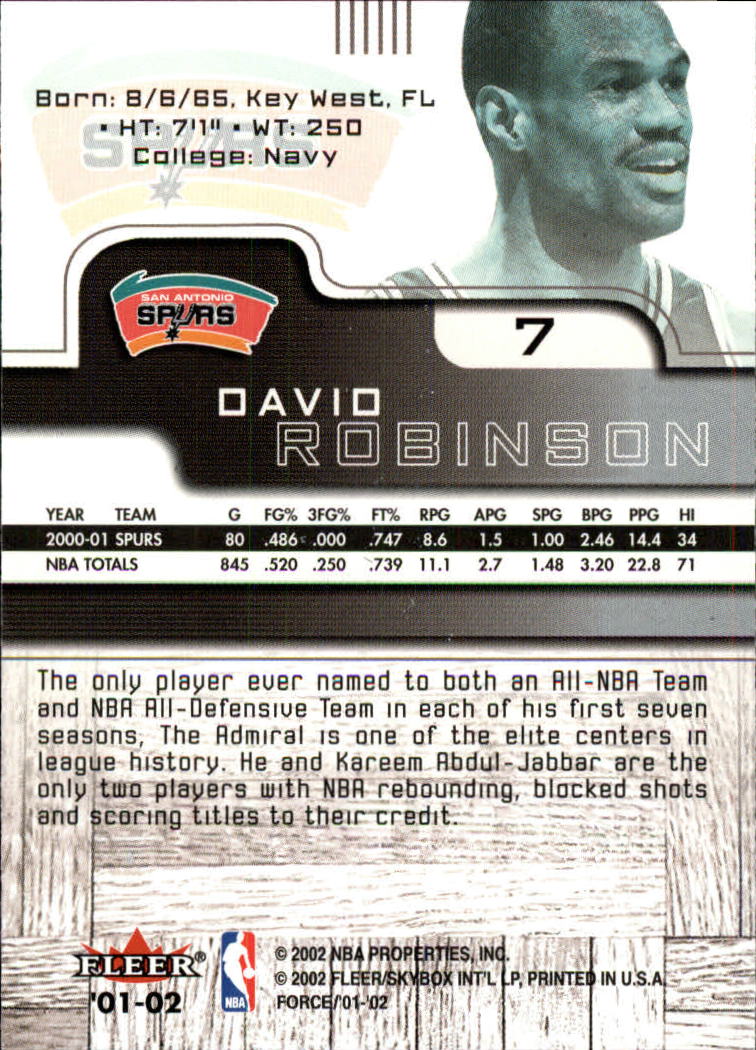 Born: 8/6/65, Key West, FL
▪ HT: 7'1" ▪ WT: 250
College: Navy
SPURS
SAN ANTONIO
SPURS
7
DAVID
ROBINSON
YEAR TEAM G FG% 3FG% FT% RPG APG SPG BPG PPG HI
2000-01 SPURS 80 .486 .000 .747 8.6 1.5 1.00 2.46 14.4 34
NBA TOTALS 845 .520 .250 .739 11.1 2.7 1.48 3.20 22.8 71
The only player ever named to both an All-NBA Team
and NBA All-Defensive Team in each of his first seven
seasons, The Admiral is one of the elite centers in
league history. He and Kareem Abdul-Jabbar are the
only two players with NBA rebounding, blocked shots
and scoring titles to their credit.
FLEER®
'01-02
NBA
© 2002 NBA PROPERTIES, INC.
© 2002 FLEER/SKYBOX INT'L LP, PRINTED IN U.S.A.
FORCE/'01-'02